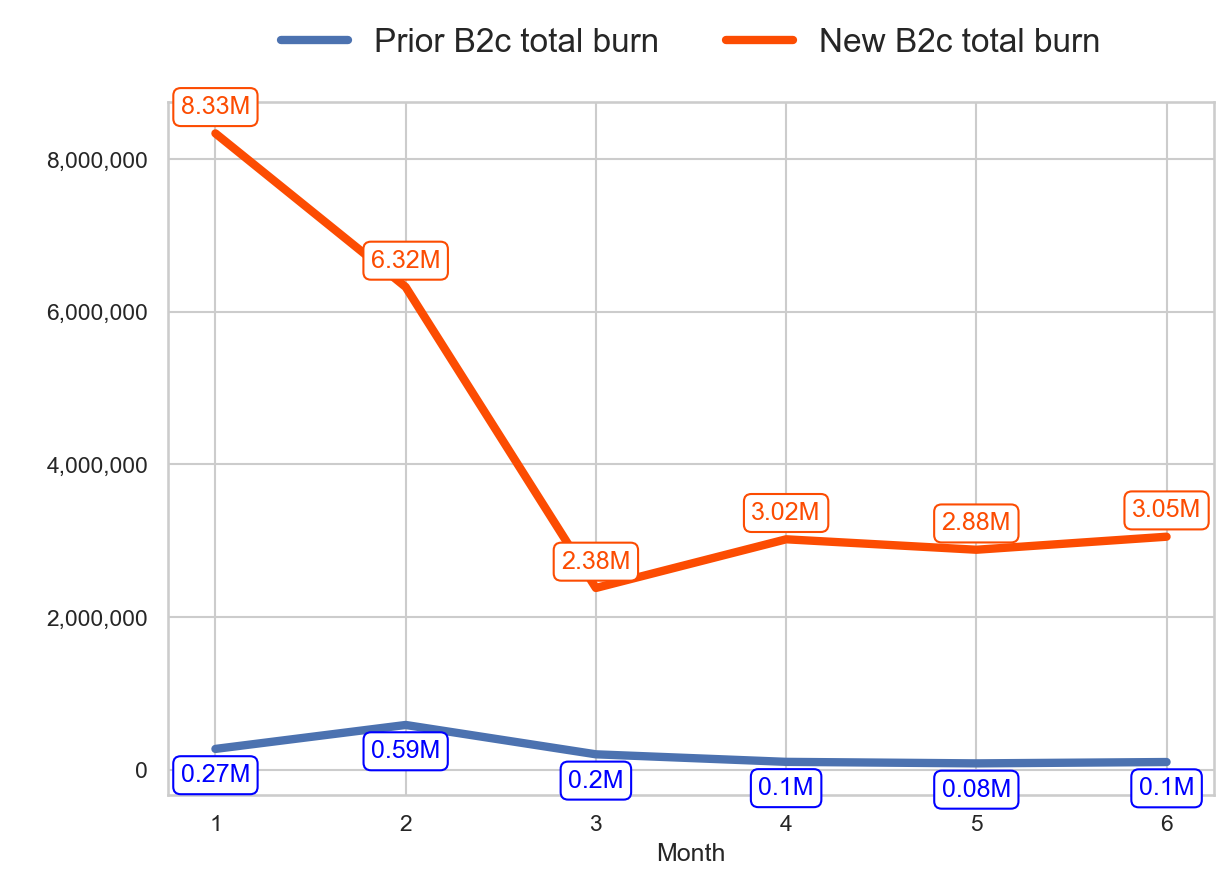 Prior B2c total burn New B2c total burn
8.33M
8,000,000
6.32M
6,000,000
4,000,000
3.02M
3.05M
2.88M
2.38M
2,000,000
0.59M
0
0.27M
0.2M
0.1M
0.08M
0.1M
1 2 3 4 5 6
Month